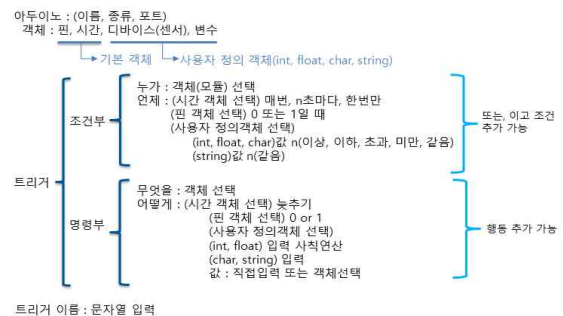 아두이노 : (이름, 종류, 포트)
객체 : 핀, 시간, 디바이스(센서), 변수
기본 객체
사용자 정의 객체(int, float, char, string)
트리거
조건부
누가 : 객체(모듈) 선택
언제 : (시간 객체 선택) 매번, n초마다, 한번만
(핀 객체 선택) 0 또는 1일 때
(사용자 정의객체 선택)
(int, float, char)값 n(이상, 이하, 초과, 미만, 같음)
(string)값 n(같음)
또는, 이고 조건
추가 가능
명령부
무엇을 : 객체 선택
어떻게 : (시간 객체 선택) 늦추기
(핀 객체 선택) 0 or 1
(사용자 정의객체 선택)
(int, float) 입력 사칙연산
(char, string) 입력
값 : 직접입력 또는 객체선택
행동 추가 가능
트리거 이름 : 문자열 입력